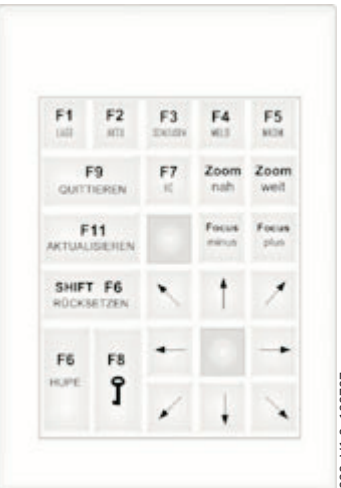 F1 F2 F3 F4 F5
F9 F7 Zoom Zoom
QUITTIEREN nah weit
F11 Focus Focus
AKTUALISIEREN minus plus
SHIFT F6
RÜCKSETZEN
F6 F8
HUPE